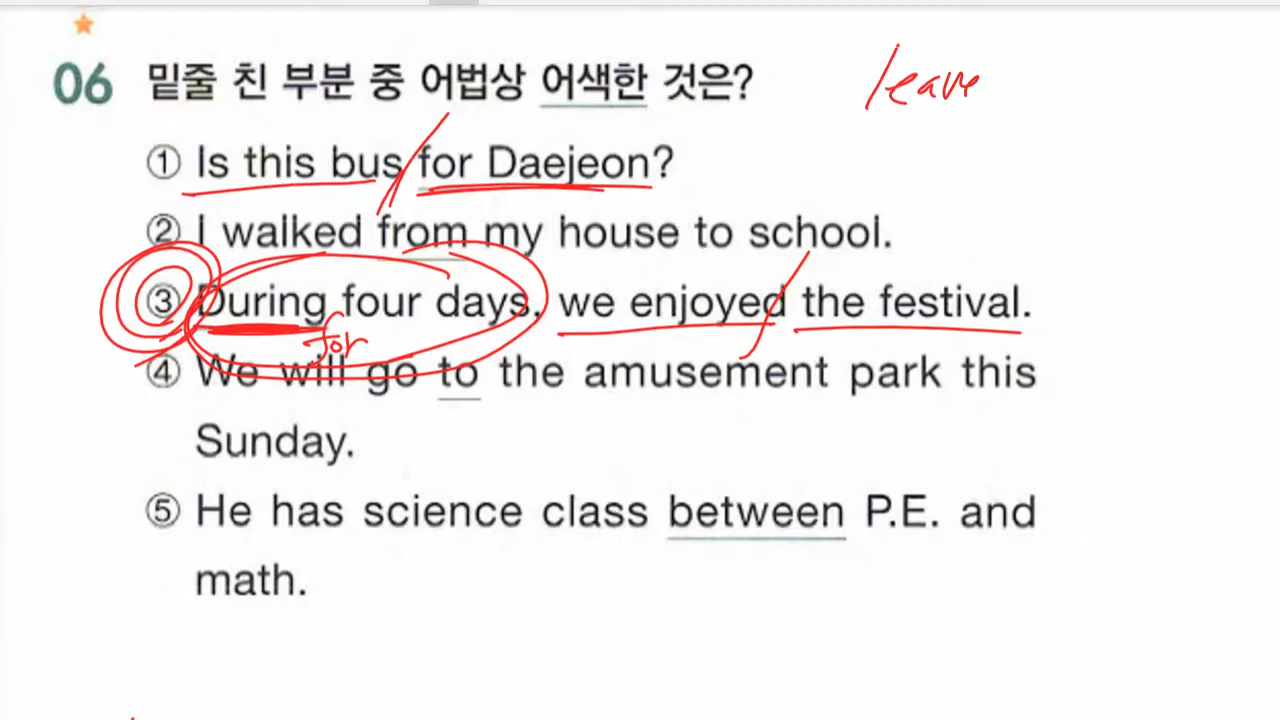 06 밑줄 친 부분 중 어법상 어색한 것은? leave
① Is this bus for Daejeon?
② I walked from my house to school.
③ During four days, we enjoyed the festival.
for
④ We will go to the amusement park this
Sunday.
⑤ He has science class between P.E. and
math.